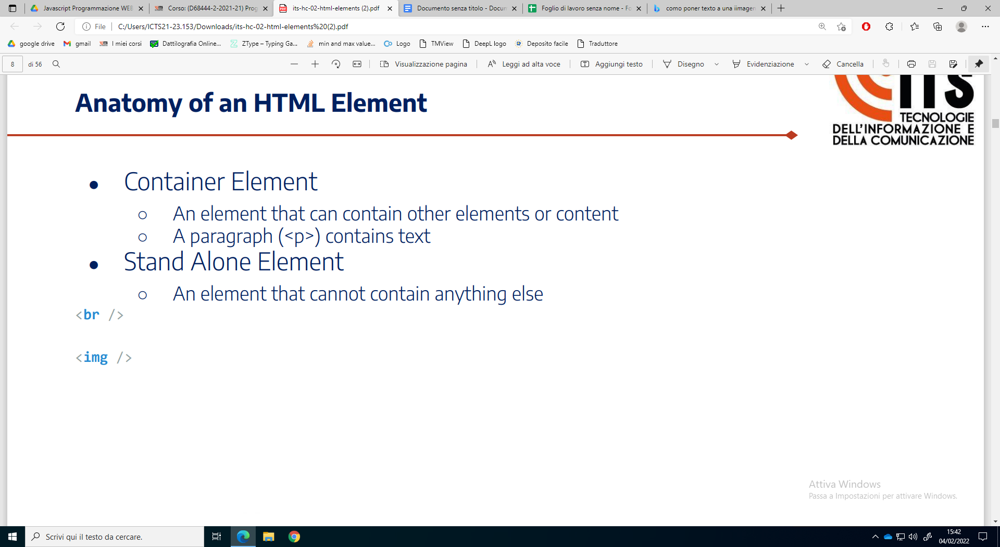 Javascript Programmazione WEB
Corso: (D68444-2-2021-21) Prog
its-hc-02-html-elements (2).pdf
Documento senza titolo - Docum
Foglio di lavoro senza nome - Fo
como poner texto a una iimagen
File
C:/Users/ICTS21-23.153/Downloads/its-hc-02-html-elements%20(2).pdf
google drive
gmail
I miei corsi
Dattilografia Online...
ZType – Typing Ga...
min and max value...
Logo
TMView
DeepL logo
Deposito facile
Traduttore
8 di 56
Visualizzazione pagina
Leggi ad alta voce
Aggiungi testo
Disegno
Evidenziazione
Cancella
Anatomy of an HTML Element
ITS
TECNOLOGIE
DELL'INFORMAZIONE E
DELLA COMUNICAZIONE
● Container Element
○ An element that can contain other elements or content
○ A paragraph (<p>) contains text
● Stand Alone Element
○ An element that cannot contain anything else
<br />
<img />
Attiva Windows
Passa a Impostazioni per attivare Windows.
Scrivi qui il testo da cercare.
15:42
04/02/2022